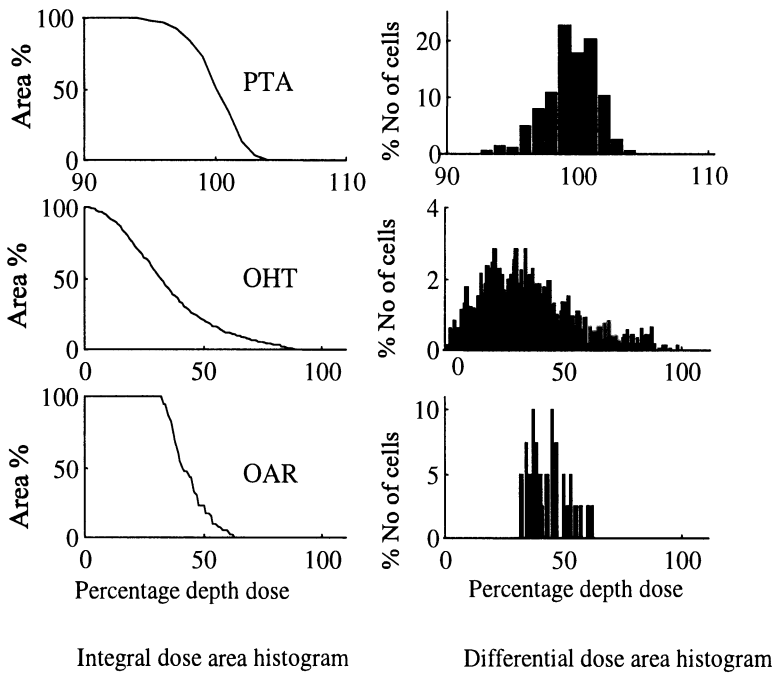 Area %
100
50
0
PTA
90 100 110
% No of cells
20
10
0
90 100 110
Area %
100
50
0
OHT
0 50 100
% No of cells
4
2
0
0 50 100
Area %
100
50
0
OAR
0 50 100
Percentage depth dose
% No of cells
10
5
0
0 50 100
Percentage depth dose
Integral dose area histogram
Differential dose area histogram